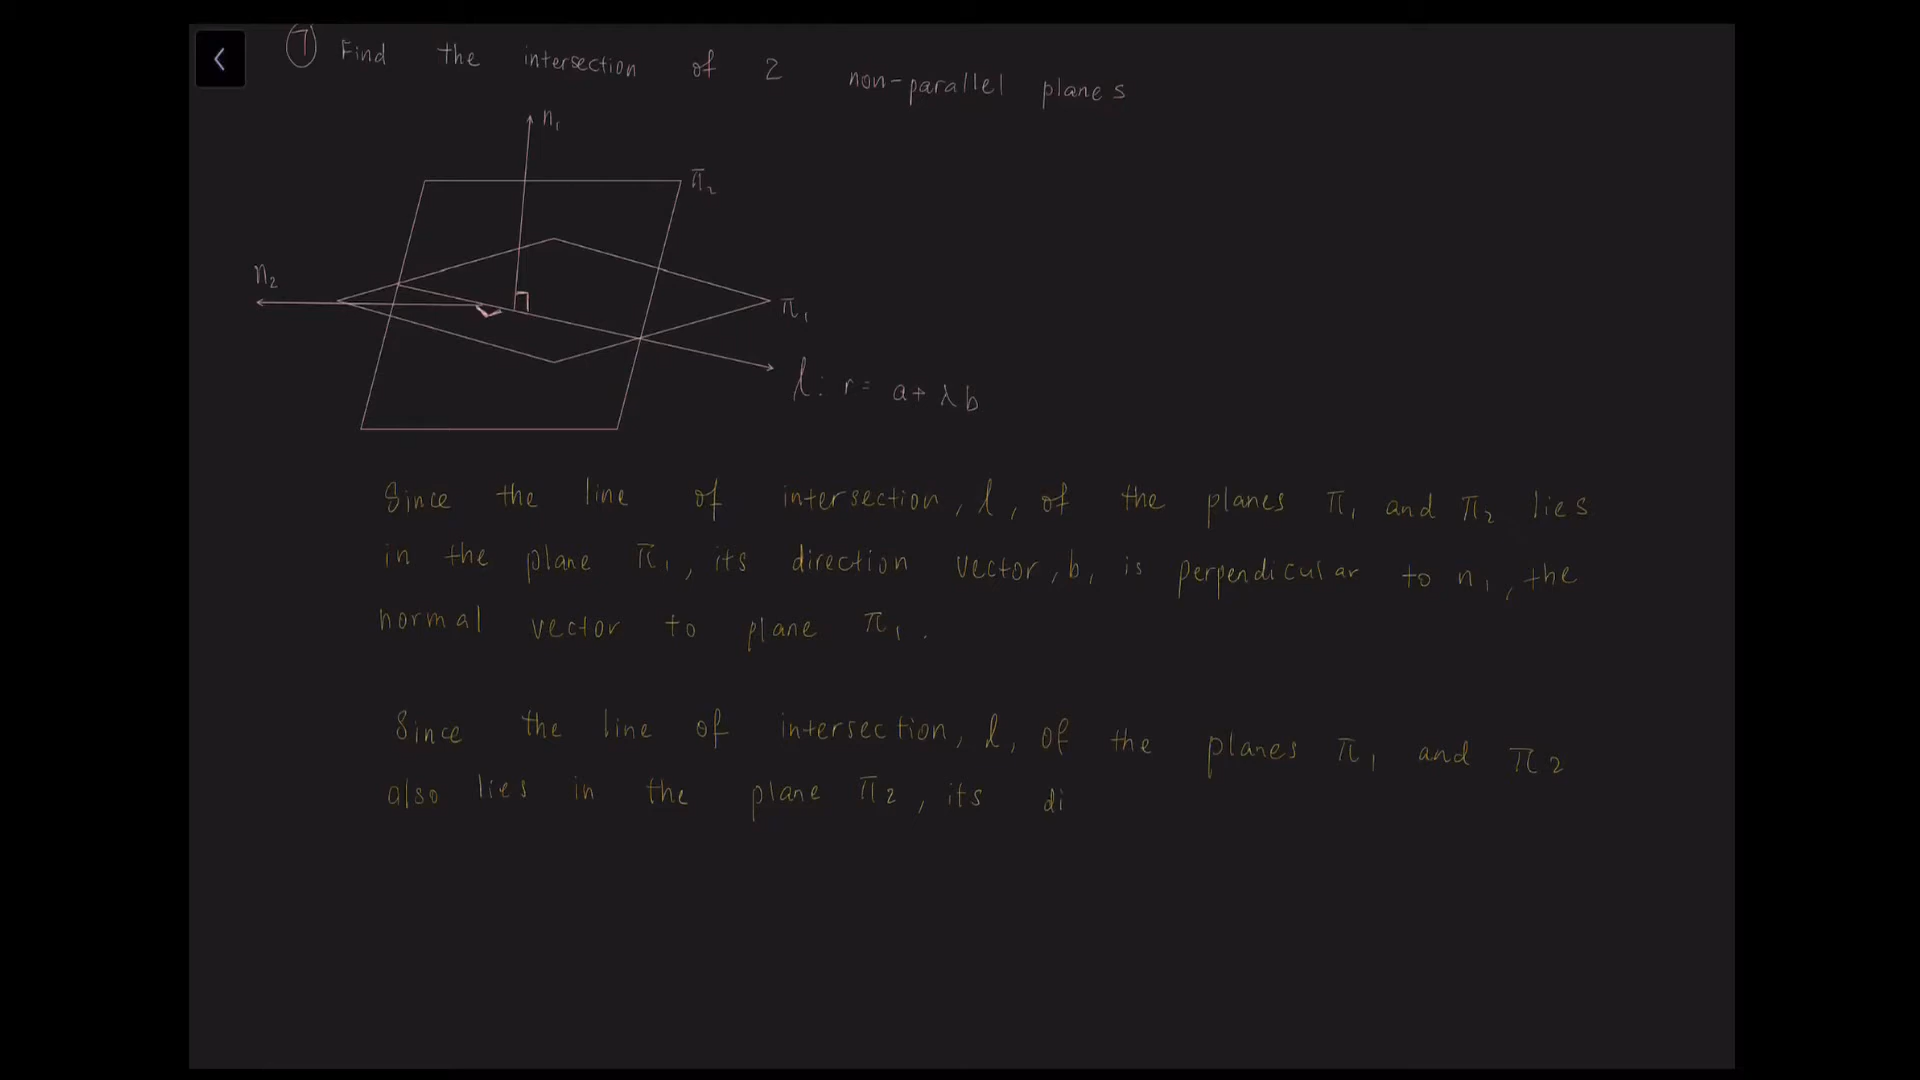 ⑦ Find the intersection of 2 non-parallel planes
n₁
π₂
n₂
π₁
l: r = a + λb
Since the line of intersection, l, of the planes π₁ and π₂ lies
in the plane π₁, its direction vector, b, is perpendicular to n₁, the
normal vector to plane π₁.
Since the line of intersection, l, of the planes π₁ and π₂
also lies in the plane π₂, its di